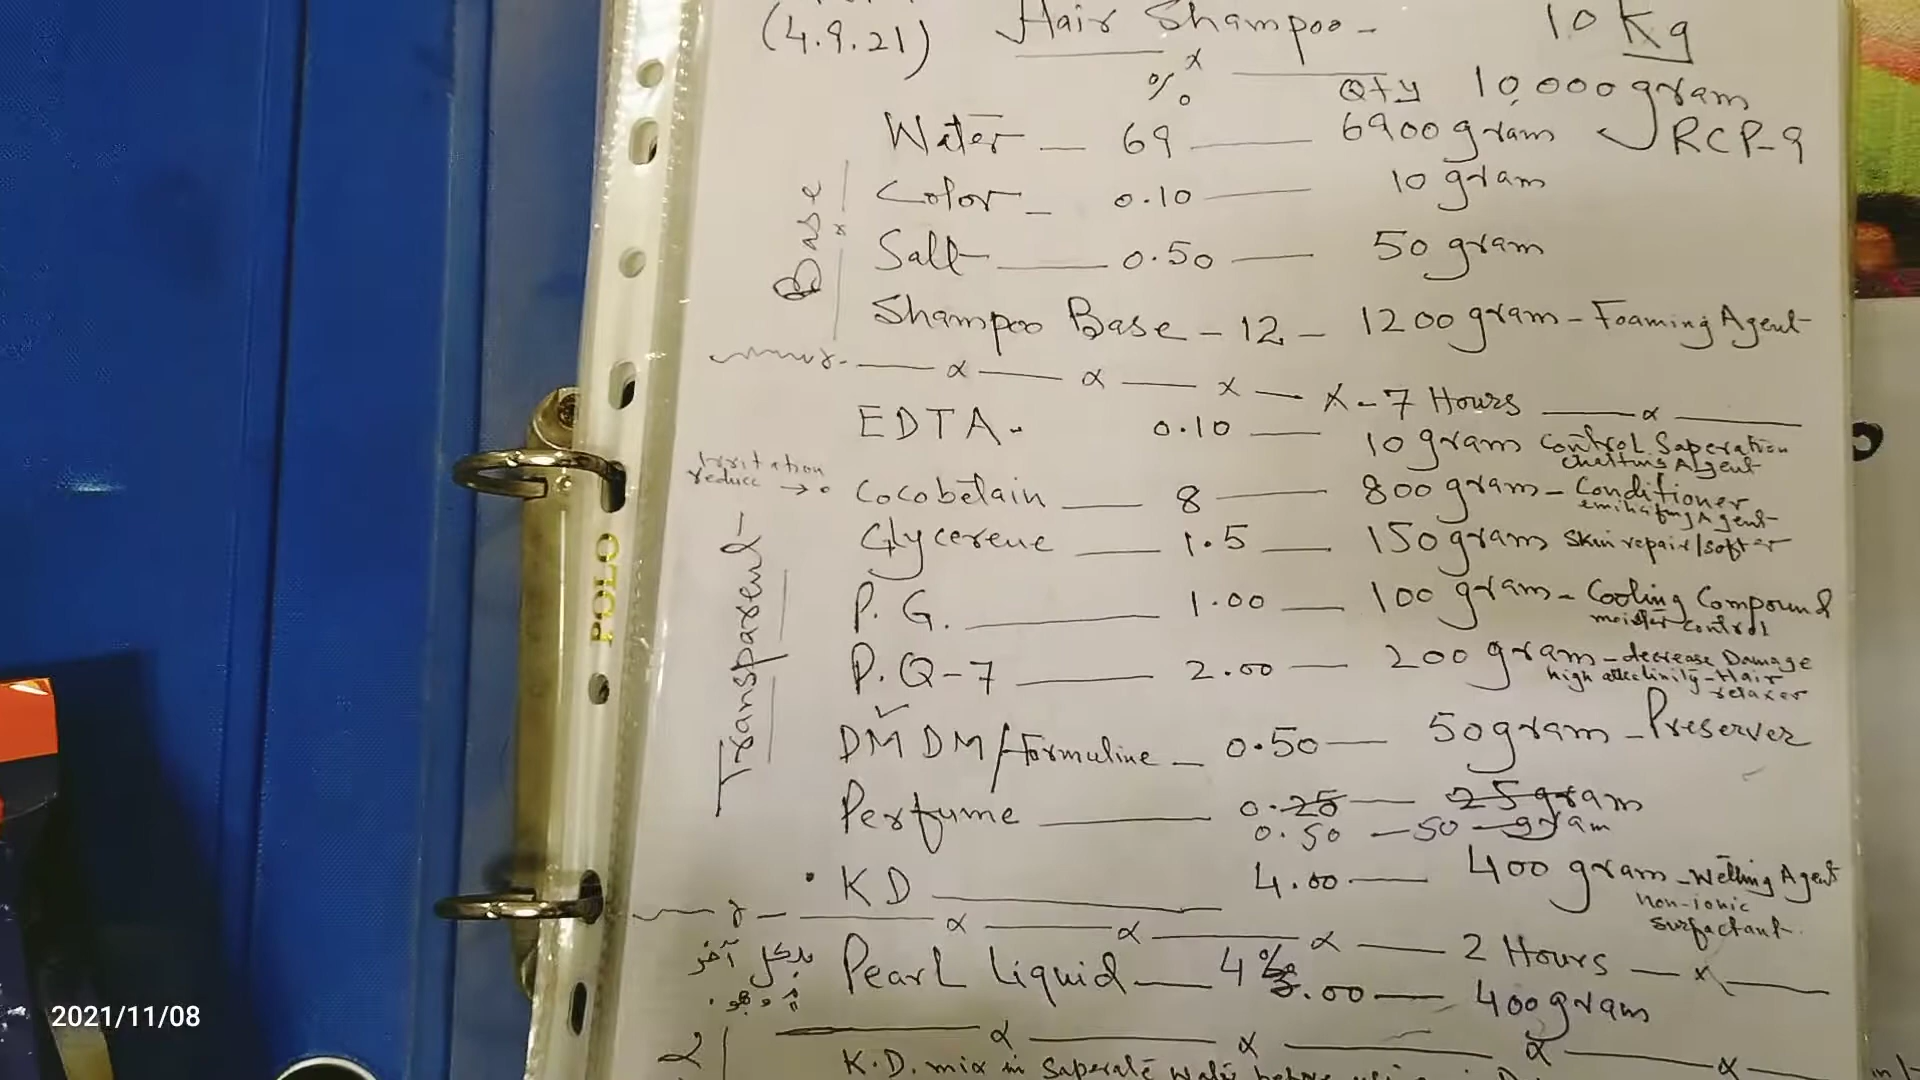 (4.9.21) Hair Shampoo - 10 Kg
% Qty 10,000 gram
Water - 69 — 6900 gram RCP-9
Base
Color - 0.10 — 10 gram
Salt — 0.50 — 50 gram
Shampoo Base - 12 - 1200 gram - Foaming Agent
x - 7 Hours — x
EDTA - 0.10 — 10 gram Control Saperation
Chelting Agent
Irritation
reduce → • Cocobetain — 8 — 800 gram - Conditioner
Agent
Transparent
Glycerene — 1.5 — 150 gram Skin repair/softer
P.G. — 1.00 — 100 gram - Cooling Compound
control
P.Q-7 — 2.00 — 200 gram - decrease Damage
high - Hair
relaxer
DMDM/Formuline - 0.50 — 50 gram - Preserver
Perfume — 0.25 — 25 gram
0.50 — 50 gram
• KD — 4.00 — 400 gram - Wetting Agent
non-ionic
surfactant
x — 2 Hours — x
آخر
Pearl Liquid — 4% .00 — 400 gram
K.D. mix in Saperate
POLO
2021/11/08